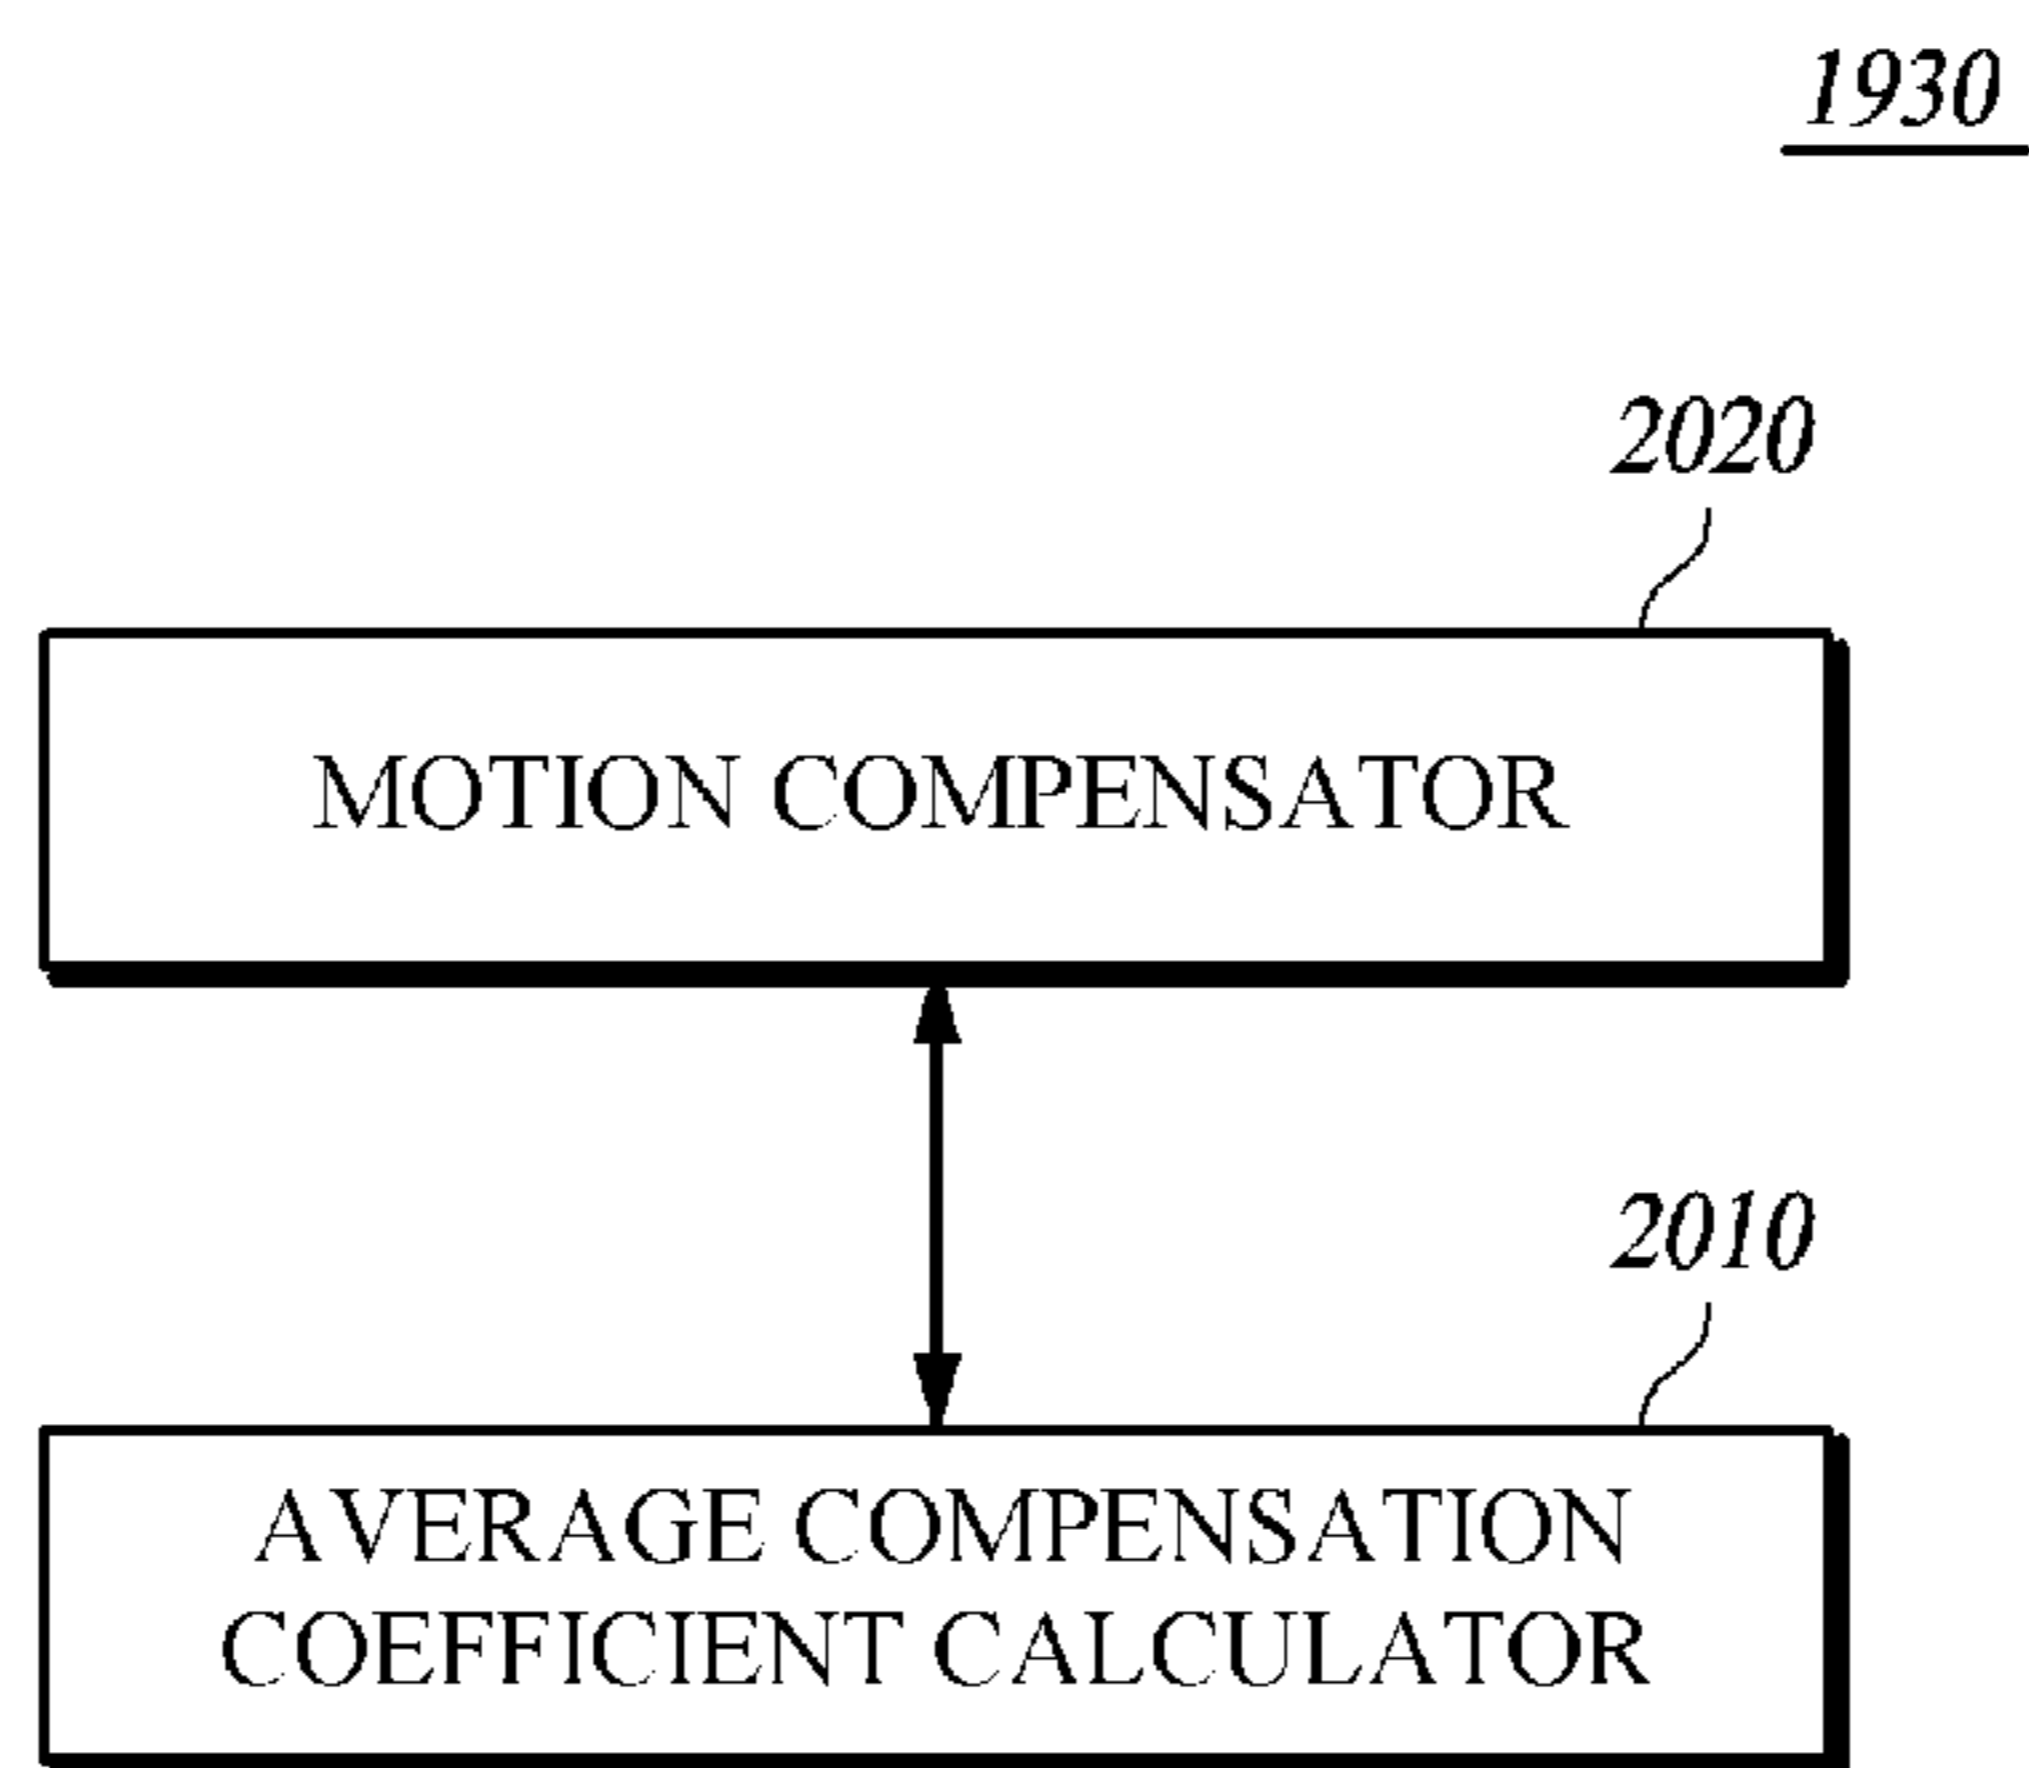 1930
2020
MOTION COMPENSATOR
2010
AVERAGE COMPENSATION
COEFFICIENT CALCULATOR